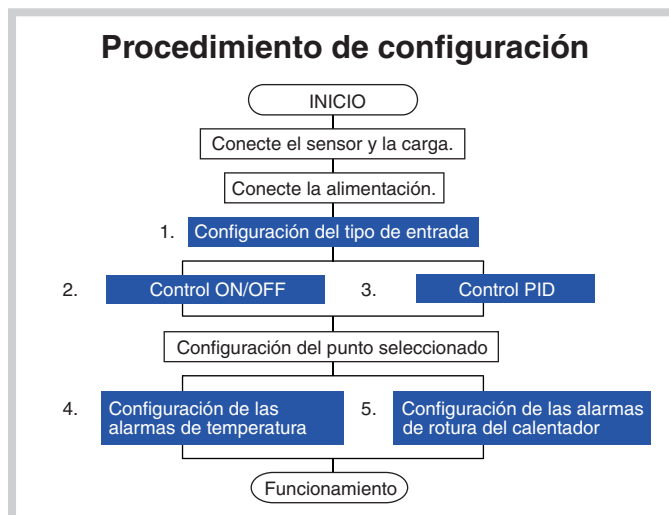 Procedimiento de configuración
INICIO
Conecte el sensor y la carga.
Conecte la alimentación.
1. Configuración del tipo de entrada
2. Control ON/OFF
3. Control PID
Configuración del punto seleccionado
4. Configuración de las
alarmas de temperatura
5. Configuración de las alarmas
de rotura del calentador
Funcionamiento